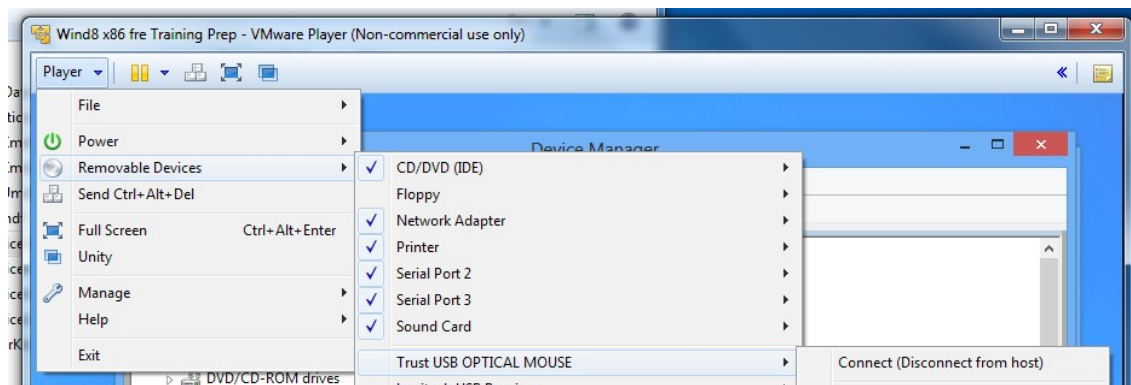 Wind8 x86 fre Training Prep - VMware Player (Non-commercial use only)
Player
File
Power
Removable Devices
Send Ctrl+Alt+Del
Full Screen Ctrl+Alt+Enter
Unity
Manage
Help
Exit
Device Manager
CD/DVD (IDE)
Floppy
Network Adapter
Printer
Serial Port 2
Serial Port 3
Sound Card
Trust USB OPTICAL MOUSE
Connect (Disconnect from host)
DVD/CD-ROM drives